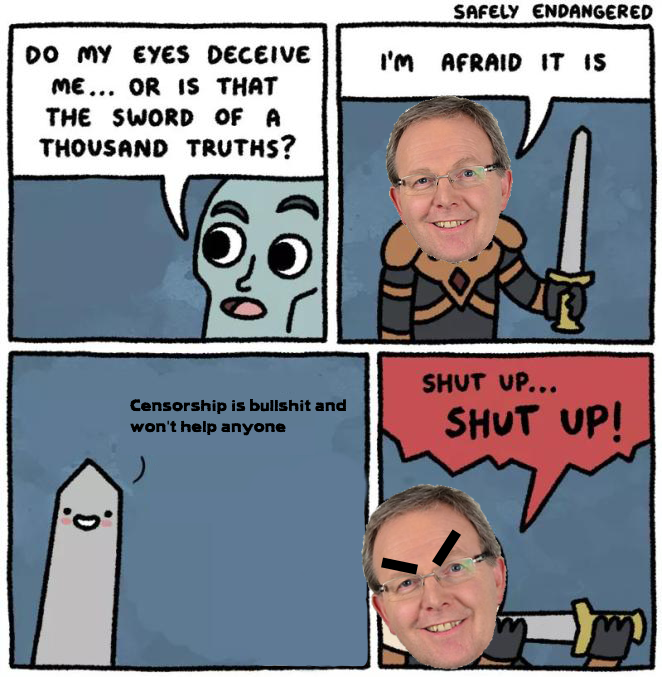 SAFELY ENDANGERED
DO MY EYES DECEIVE
ME... OR IS THAT
THE SWORD OF A
THOUSAND TRUTHS?
I'M AFRAID IT IS
Censorship is bullshit and
won't help anyone
SHUT UP...
SHUT UP!